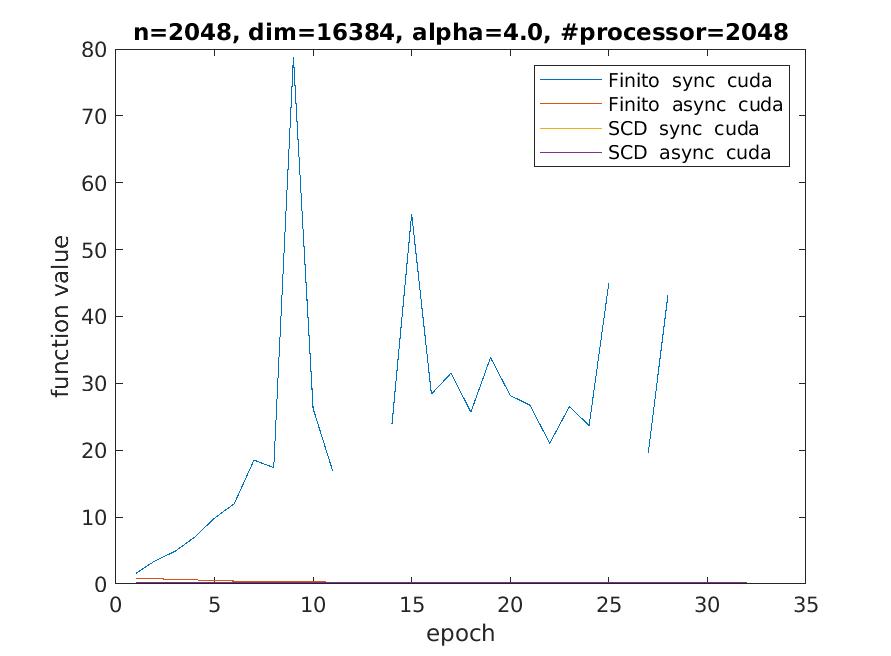 n=2048, dim=16384, alpha=4.0, #processor=2048
80
70
60
50
40
30
20
10
0
function value
Finito sync cuda
Finito async cuda
SCD sync cuda
SCD async cuda
0 5 10 15 20 25 30 35
epoch